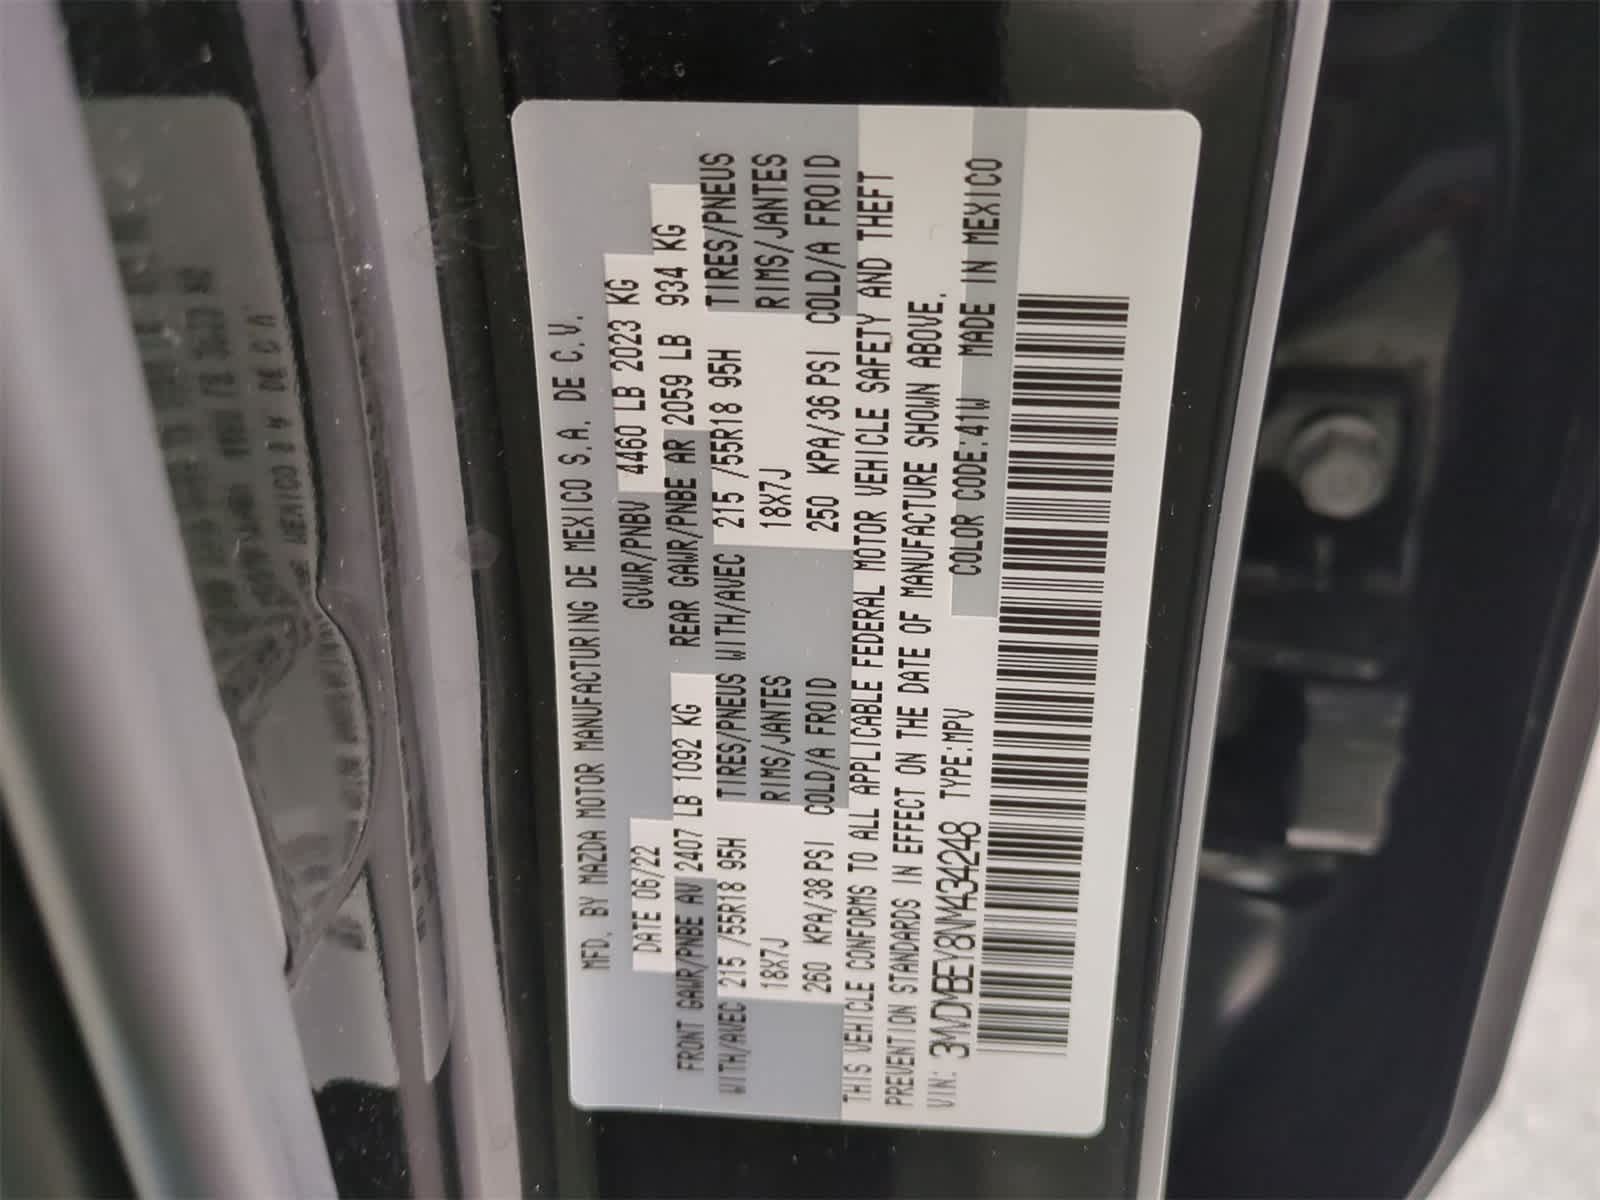 MFD. BY MAZDA MOTOR MANUFACTURING DE MEXICO S.A. DE C.V.
DATE 06/22 GVWR/PNBV 4460 LB 2023 KG
FRONT GAWR/PNBE AV 2407 LB 1092 KG REAR GAWR/PNBE AR 2059 LB 934 KG
WITH/AVEC 215 /55R18 95H TIRES/PNEUS WITH/AVEC 215 /55R18 95H TIRES/PNEUS
18X7J RIMS/JANTES 18X7J RIMS/JANTES
260 KPA/38 PSI COLD/A FROID 250 KPA/36 PSI COLD/A FROID
THIS VEHICLE CONFORMS TO ALL APPLICABLE FEDERAL MOTOR VEHICLE SAFETY AND THEFT
PREVENTION STANDARDS IN EFFECT ON THE DATE OF MANUFACTURE SHOWN ABOVE.
VIN: 3MVDMBEY8NM434248 TYPE:MPV COLOR CODE:41W MADE IN MEXICO